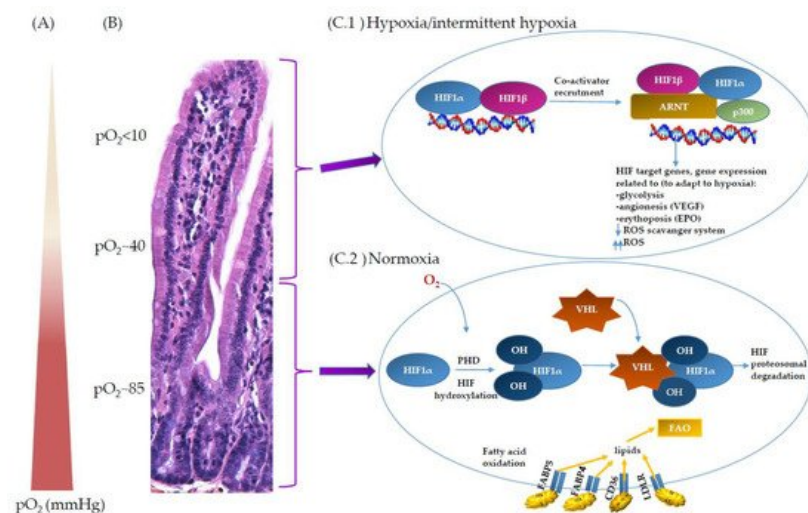 (A)
(B)
(C.1) Hypoxia/intermittent hypoxia
pO₂<10
pO₂~40
pO₂~85
pO₂ (mmHg)
HIF1α
HIF1β
Co-activator
recrutment
HIF1β
HIF1α
ARNT
p300
HIF target genes, gene expression
related to (to adapt to hypoxia):
-glycolysis
-angionesis (VEGF)
-erythoposis (EPO)
ROS scavanger system
ROS
(C.2) Normoxia
O₂
VHL
HIF1α
PHD
HIF
hydroxylation
OH
HIF1α
OH
VHL
OH
HIF1α
OH
HIF
proteosomal
degradation
FAO
Fatty acid
oxidation
lipids
FABP5
FABP4
CD36
LDLR